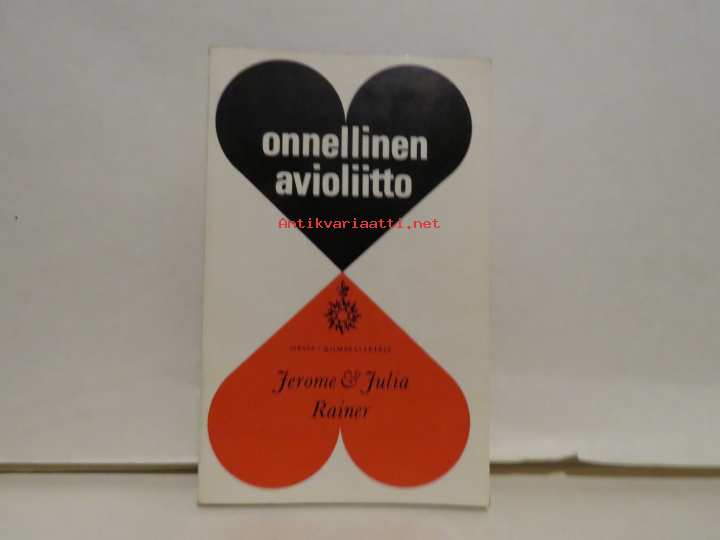 onnellinen
avioliitto
Antikvariaatti.net
Jerome & Julia
Rainer